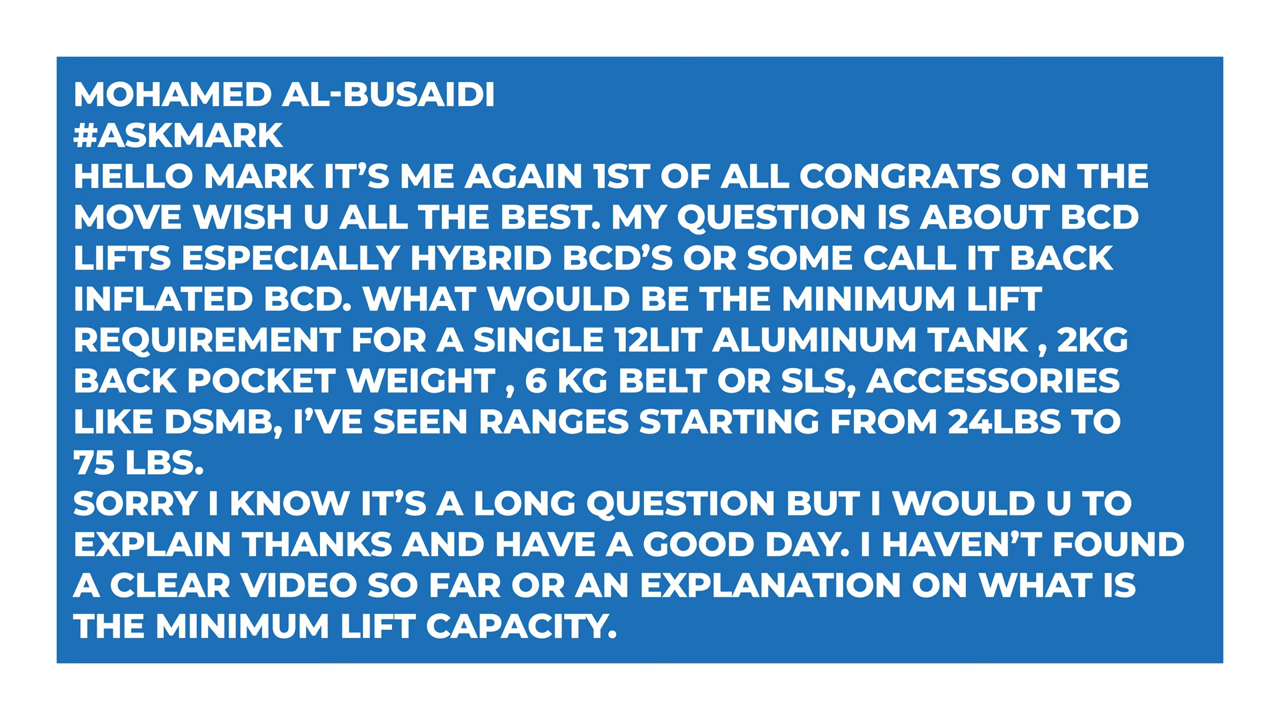 MOHAMED AL-BUSAIDI
#ASKMARK
HELLO MARK IT’S ME AGAIN 1ST OF ALL CONGRATS ON THE
MOVE WISH U ALL THE BEST. MY QUESTION IS ABOUT BCD
LIFTS ESPECIALLY HYBRID BCD’S OR SOME CALL IT BACK
INFLATED BCD. WHAT WOULD BE THE MINIMUM LIFT
REQUIREMENT FOR A SINGLE 12LIT ALUMINUM TANK , 2KG
BACK POCKET WEIGHT , 6 KG BELT OR SLS, ACCESSORIES
LIKE DSMB, I’VE SEEN RANGES STARTING FROM 24LBS TO
75 LBS.
SORRY I KNOW IT’S A LONG QUESTION BUT I WOULD U TO
EXPLAIN THANKS AND HAVE A GOOD DAY. I HAVEN’T FOUND
A CLEAR VIDEO SO FAR OR AN EXPLANATION ON WHAT IS
THE MINIMUM LIFT CAPACITY.